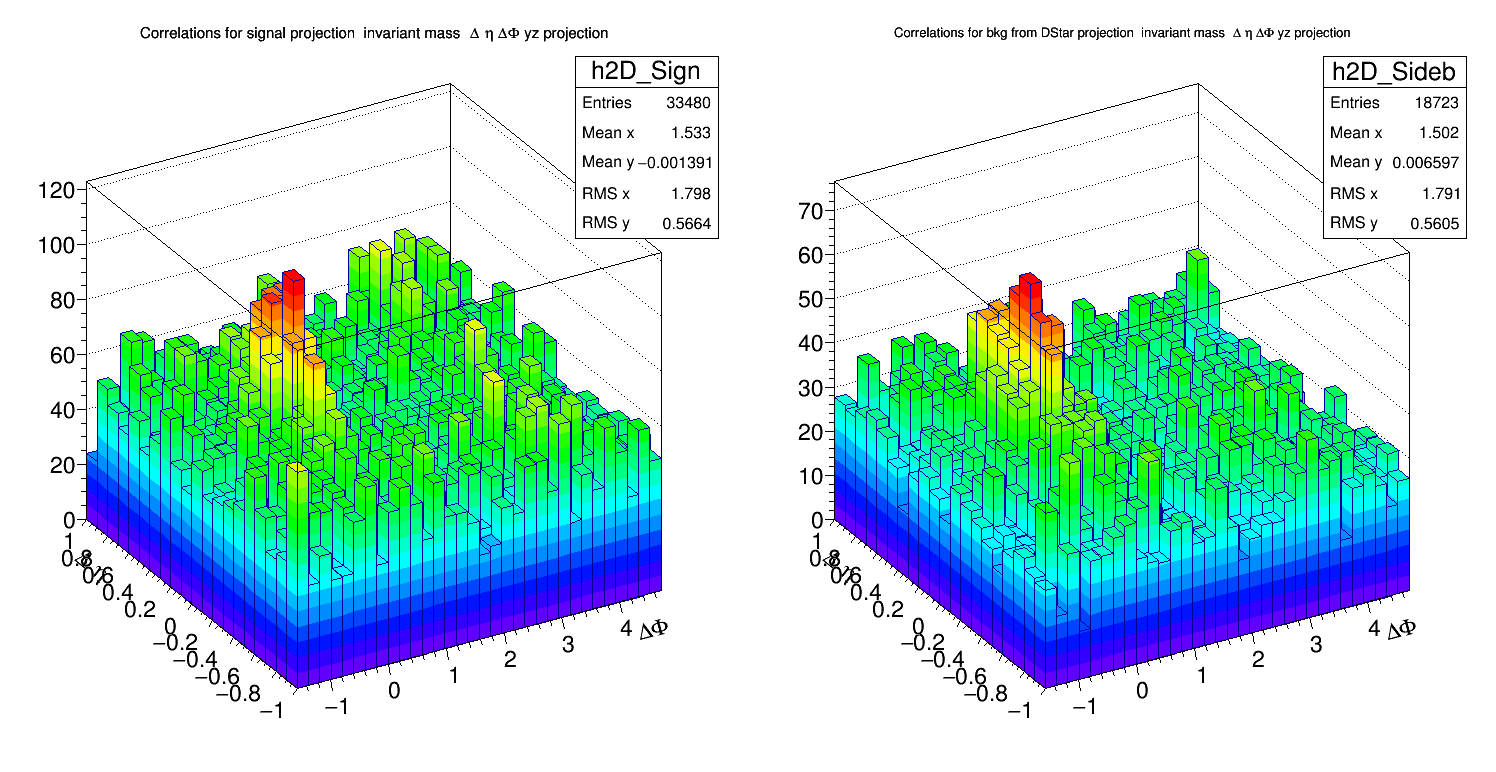 Correlations for signal projection  invariant mass  Δ η ΔΦ yz projection
h2D_Sign
Entries 33480
Mean x 1.533
Mean y −0.001391
RMS x 1.798
RMS y 0.5664
120
100
80
60
40
20
0
1
0.8
Δ η
0.6
0.4
0.2
0
−0.2
−0.4
−0.6
−0.8
−1
−1
0
1
2
3
4
ΔΦ
Correlations for bkg from DStar projection  invariant mass  Δ η ΔΦ yz projection
h2D_Sideb
Entries 18723
Mean x 1.502
Mean y 0.006597
RMS x 1.791
RMS y 0.5605
70
60
50
40
30
20
10
0
1
0.8
Δ η
0.6
0.4
0.2
0
−0.2
−0.4
−0.6
−0.8
−1
−1
0
1
2
3
4
ΔΦ